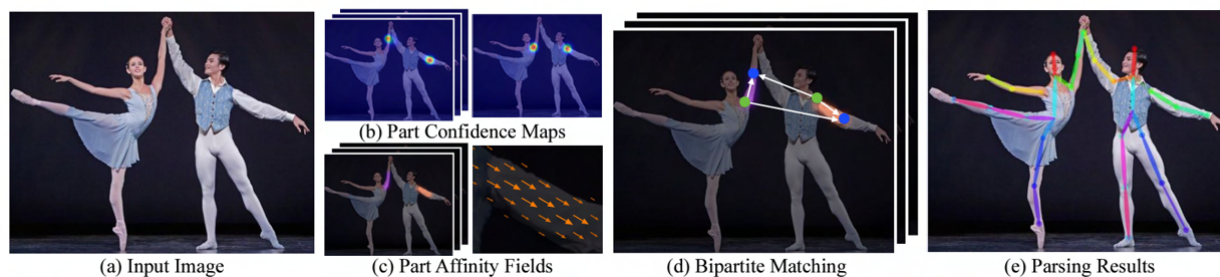 (a) Input Image
(b) Part Confidence Maps
(c) Part Affinity Fields
(d) Bipartite Matching
(e) Parsing Results